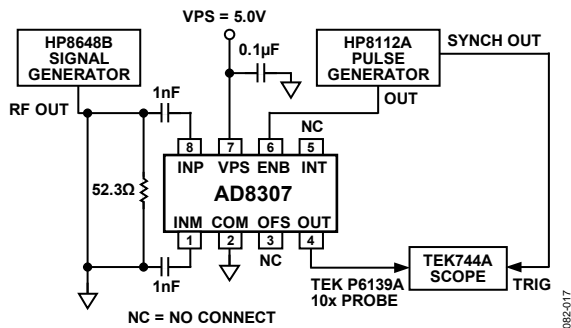 VPS = 5.0V
HP8648B
SIGNAL
GENERATOR
0.1µF
HP8112A
PULSE
GENERATOR
SYNCH OUT
RF OUT
1nF
OUT
NC
8
7
6
5
INP
VPS
ENB
INT
52.3Ω
AD8307
INM
COM
OFS
OUT
1
2
3
4
NC
1nF
TEK P6139A
10x PROBE
TEK744A
SCOPE
TRIG
NC = NO CONNECT
082-017